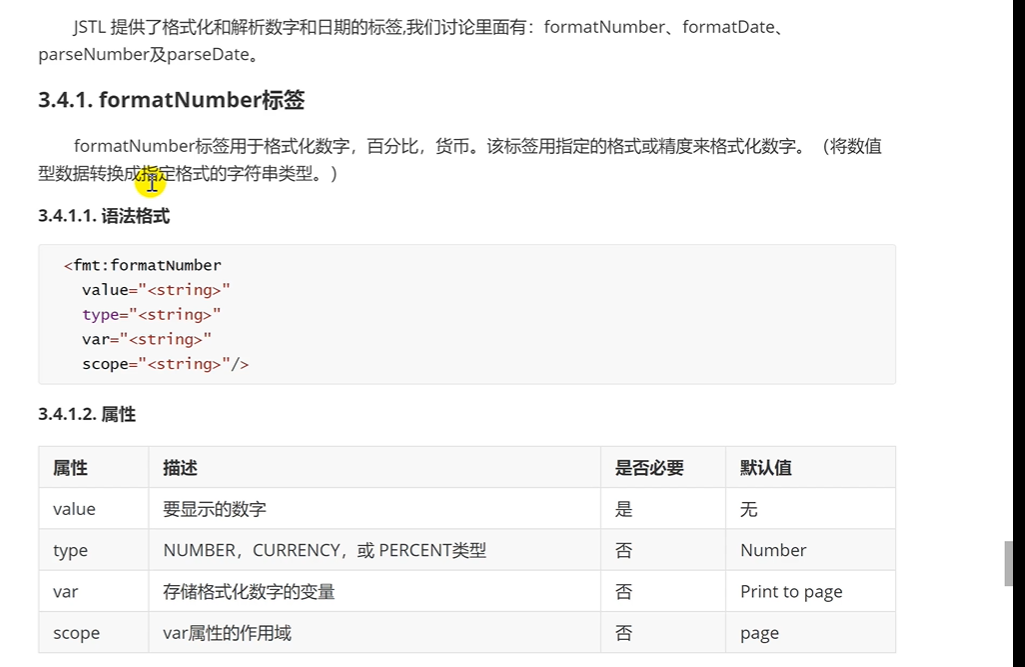 JSTL 提供了格式化和解析数字和日期的标签,我们讨论里面有：formatNumber、formatDate、
parseNumber及parseDate。
3.4.1. formatNumber标签
formatNumber标签用于格式化数字，百分比，货币。该标签用指定的格式或精度来格式化数字。（将数值
型数据转换成指定格式的字符串类型。）
3.4.1.1. 语法格式
<fmt:formatNumber
value="<string>"
type="<string>"
var="<string>"
scope="<string>"/>
3.4.1.2. 属性
属性 描述 是否必要 默认值
value 要显示的数字 是 无
type NUMBER，CURRENCY，或 PERCENT类型 否 Number
var 存储格式化数字的变量 否 Print to page
scope var属性的作用域 否 page